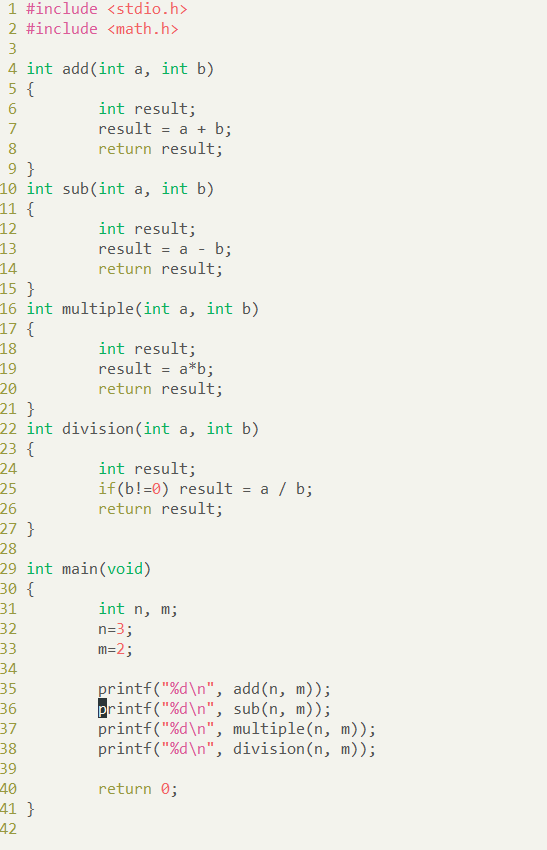 1 #include <stdio.h>
2 #include <math.h>
3
4 int add(int a, int b)
5 {
6         int result;
7         result = a + b;
8         return result;
9 }
10 int sub(int a, int b)
11 {
12         int result;
13         result = a - b;
14         return result;
15 }
16 int multiple(int a, int b)
17 {
18         int result;
19         result = a*b;
20         return result;
21 }
22 int division(int a, int b)
23 {
24         int result;
25         if(b!=0) result = a / b;
26         return result;
27 }
28
29 int main(void)
30 {
31         int n, m;
32         n=3;
33         m=2;
34
35         printf("%d\n", add(n, m));
36         printf("%d\n", sub(n, m));
37         printf("%d\n", multiple(n, m));
38         printf("%d\n", division(n, m));
39
40         return 0;
41 }
42